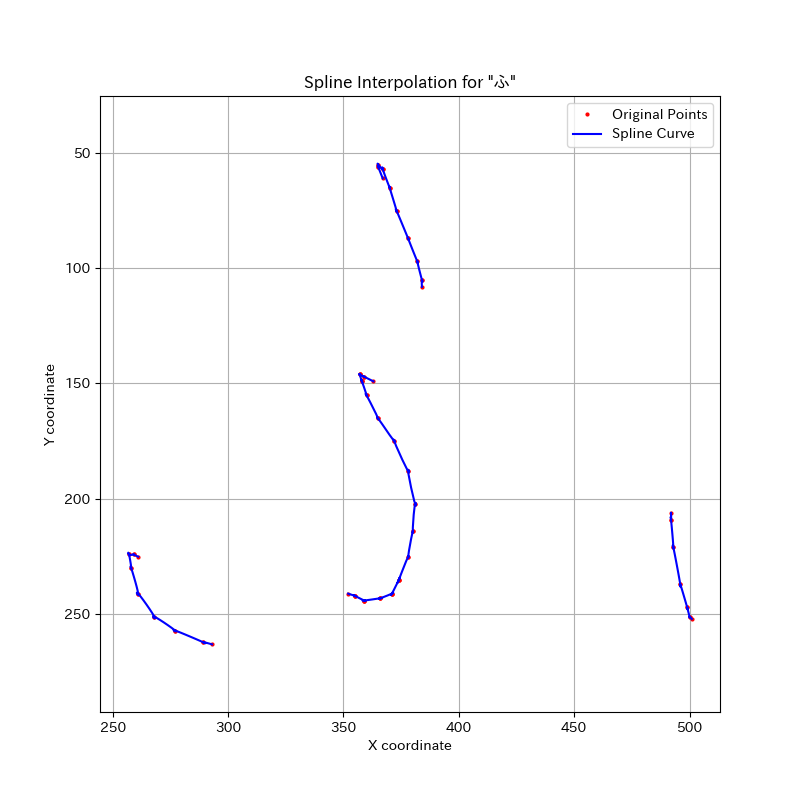 Spline Interpolation for "ふ"
Original Points
Spline Curve
50
100
150
200
250
Y coordinate
250 300 350 400 450 500
X coordinate